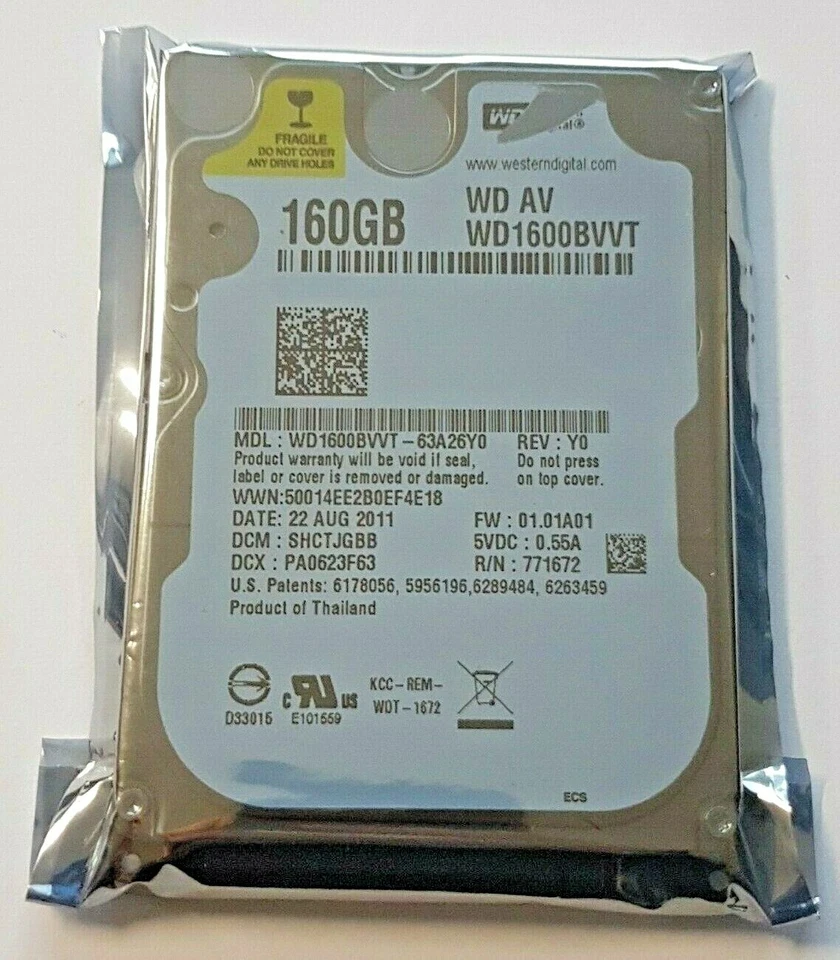 FRAGILE
DO NOT COVER
ANY DRIVE HOLES
WD
www.westerndigital.com
160GB
WD AV
WD1600BVVT
MDL : WD1600BVVT-63A26Y0 REV : Y0
Product warranty will be void if seal, Do not press
label or cover is removed or damaged. on top cover.
WWN:50014EE2B0EF4E18
DATE: 22 AUG 2011 FW : 01.01A01
DCM : SHCTJGBB 5VDC : 0.55A
DCX : PA0623F63 R/N : 771672
U.S. Patents: 6178056, 5956196,6289484, 6263459
Product of Thailand
KCC-REM-
C RU US WDT-1672
D33015 E101559
ECS